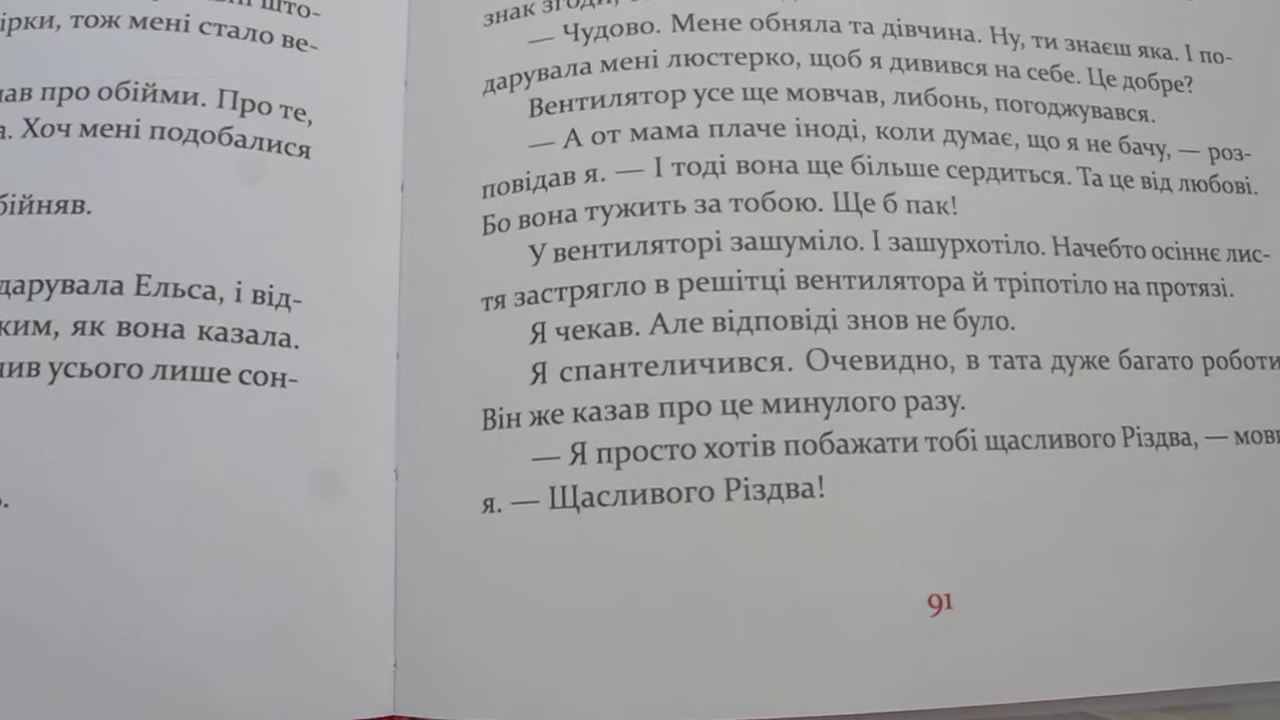 што-
ірки, тож мені стало ве-
про обійми. Про те,
Хоч мені подобалися
бійняв.
дарувала Ельса, і від-
ким, як вона казала.
усього лише сон-
знак згоди,
— Чудово. Мене обняла та дівчина. Ну, ти знаєш яка. І по-
дарувала мені люстерко, щоб я дивився на себе. Це добре?
Вентилятор усе ще мовчав, либонь, погоджувався.
— А от мама плаче іноді, коли думає, що я не бачу, — роз-
повідав я. — І тоді вона ще більше сердиться. Та це від любові.
Бо вона тужить за тобою. Ще б пак!
У вентиляторі зашуміло. І зашурхотіло. Начебто осіннє лис-
тя застрягло в решітці вентилятора й тріпотіло на протязі.
Я чекав. Але відповіді знов не було.
Я спантеличився. Очевидно, в тата дуже багато роботи
Він же казав про це минулого разу.
— Я просто хотів побажати тобі щасливого Різдва, — мови
я. — Щасливого Різдва!
91